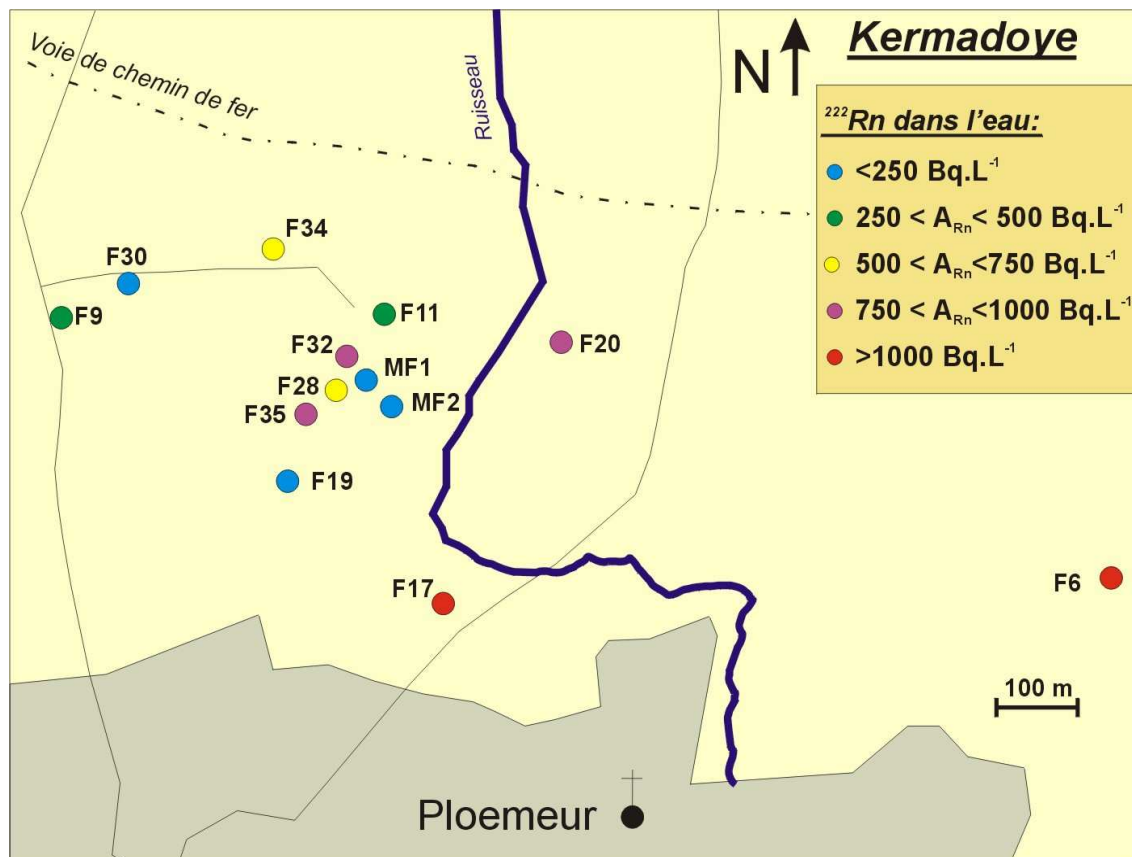 Kermadoye
N
Voie de chemin de fer
Ruisseau
²²²Rn dans l'eau:
<250 Bq.L⁻¹
250 < A_Rn < 500 Bq.L⁻¹
500 < A_Rn <750 Bq.L⁻¹
750 < A_Rn <1000 Bq.L⁻¹
>1000 Bq.L⁻¹
F34
F30
F9
F11
F32
F20
MF1
F28
MF2
F35
F19
F17
F6
100 m
Ploemeur